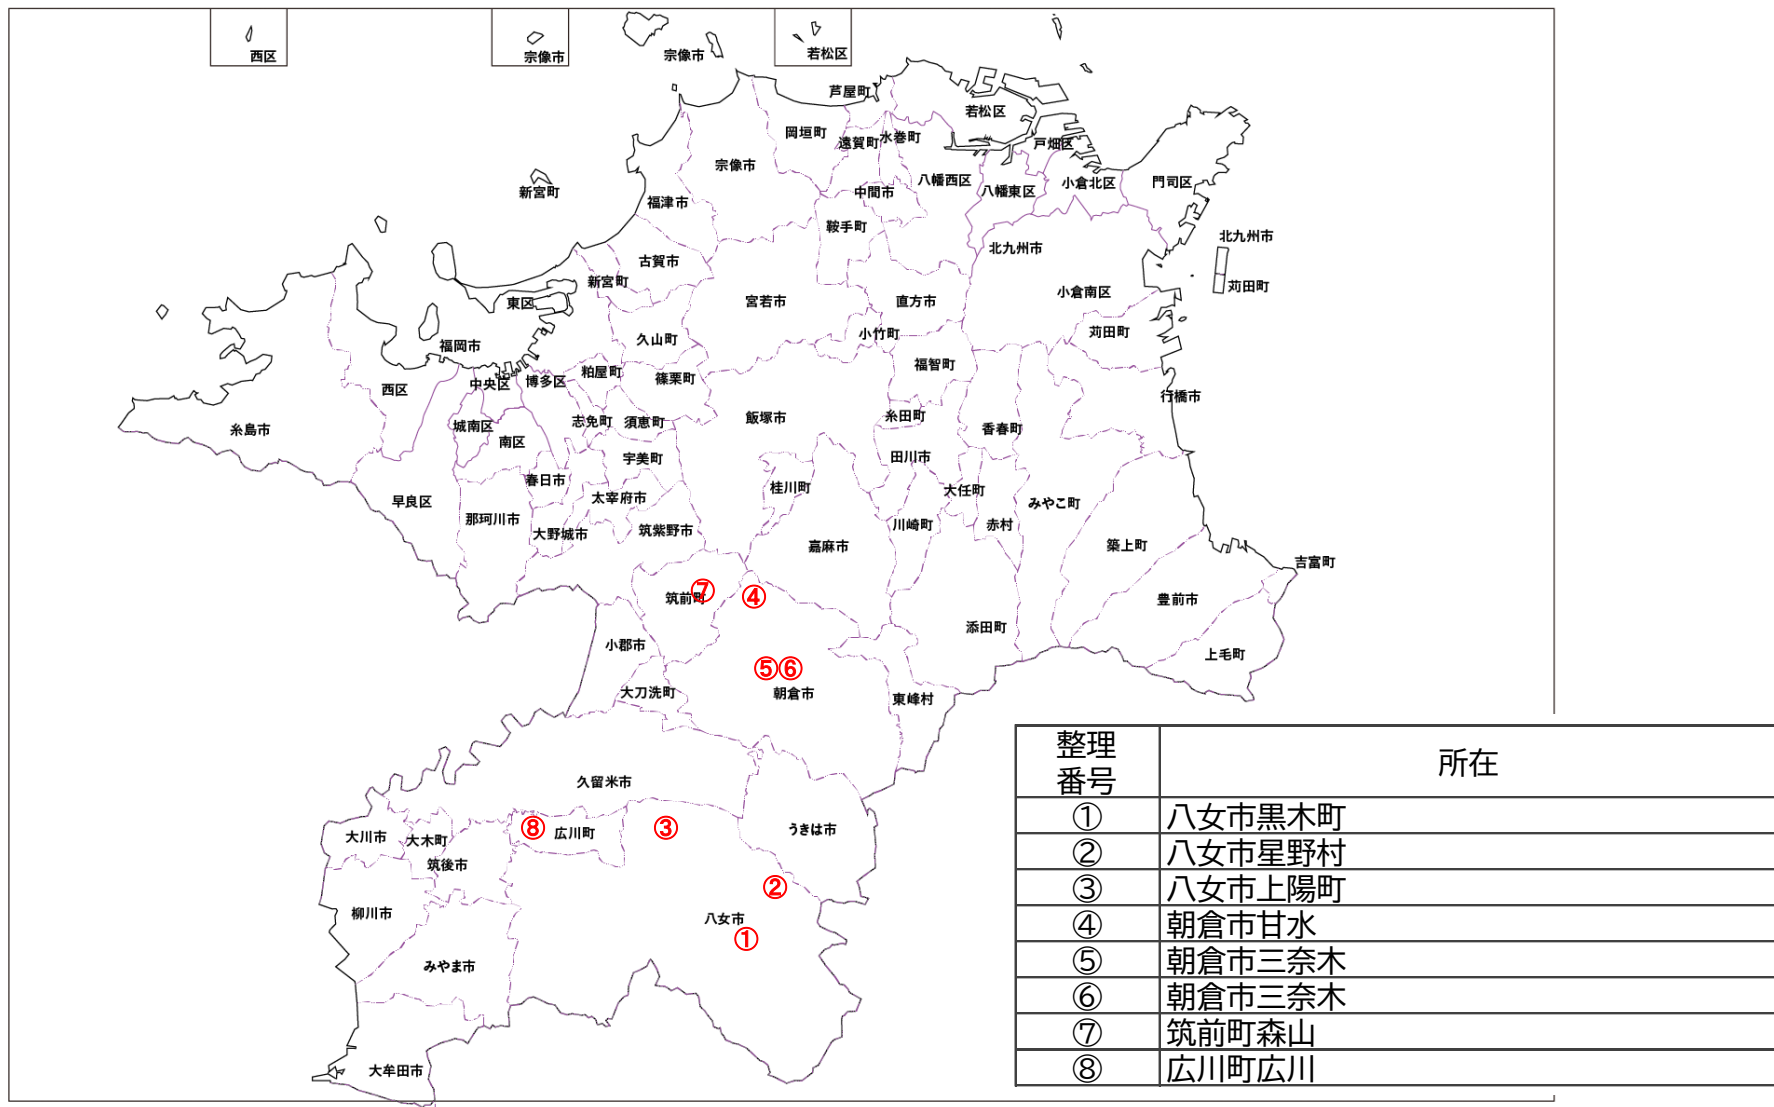 西区
宗像市
宗像市
若松区
芦屋町
若松区
岡垣町
遠賀町
水巻町
戸畑区
宗像市
八幡西区
八幡東区
小倉北区
門司区
新宮町
福津市
中間市
鞍手町
北九州市
北九州市
古賀市
新宮町
苅田町
小倉南区
東区
宮若市
直方市
小竹町
苅田町
福岡市
久山町
福智町
粕屋町
篠栗町
中央区
博多区
西区
行橋市
糸島市
城南区
南区
志免町
須恵町
飯塚市
糸田町
香春町
宇美町
田川市
春日市
太宰府市
桂川町
大任町
早良区
那珂川市
大野城市
筑紫野市
川崎町
赤村
みやこ町
嘉麻市
築上町
吉富町
⑦
筑前町
④
豊前市
小郡市
添田町
上毛町
⑤⑥
大刀洗町
朝倉市
東峰村
久留米市
大川市
大木町
⑧
広川町
③
うきは市
筑後市
②
柳川市
八女市
①
みやま市
大牟田市
整理
番号
所在
① 八女市黒木町
② 八女市星野村
③ 八女市上陽町
④ 朝倉市甘水
⑤ 朝倉市三奈木
⑥ 朝倉市三奈木
⑦ 筑前町森山
⑧ 広川町広川